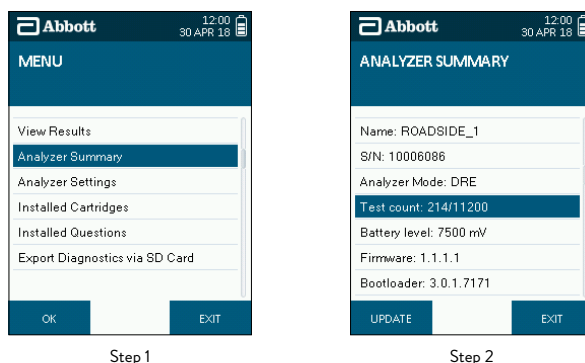 Abbott
12:00
30 APR 18
MENU
View Results
Analyzer Summary
Analyzer Settings
Installed Cartridges
Installed Questions
Export Diagnostics via SD Card
OK
EXIT
Step 1
Abbott
12:00
30 APR 18
ANALYZER SUMMARY
Name: ROADSIDE_1
S/N: 10006086
Analyzer Mode: DRE
Test count: 214/11200
Battery level: 7500 mV
Firmware: 1.1.1.1
Bootloader: 3.0.1.7171
UPDATE
EXIT
Step 2